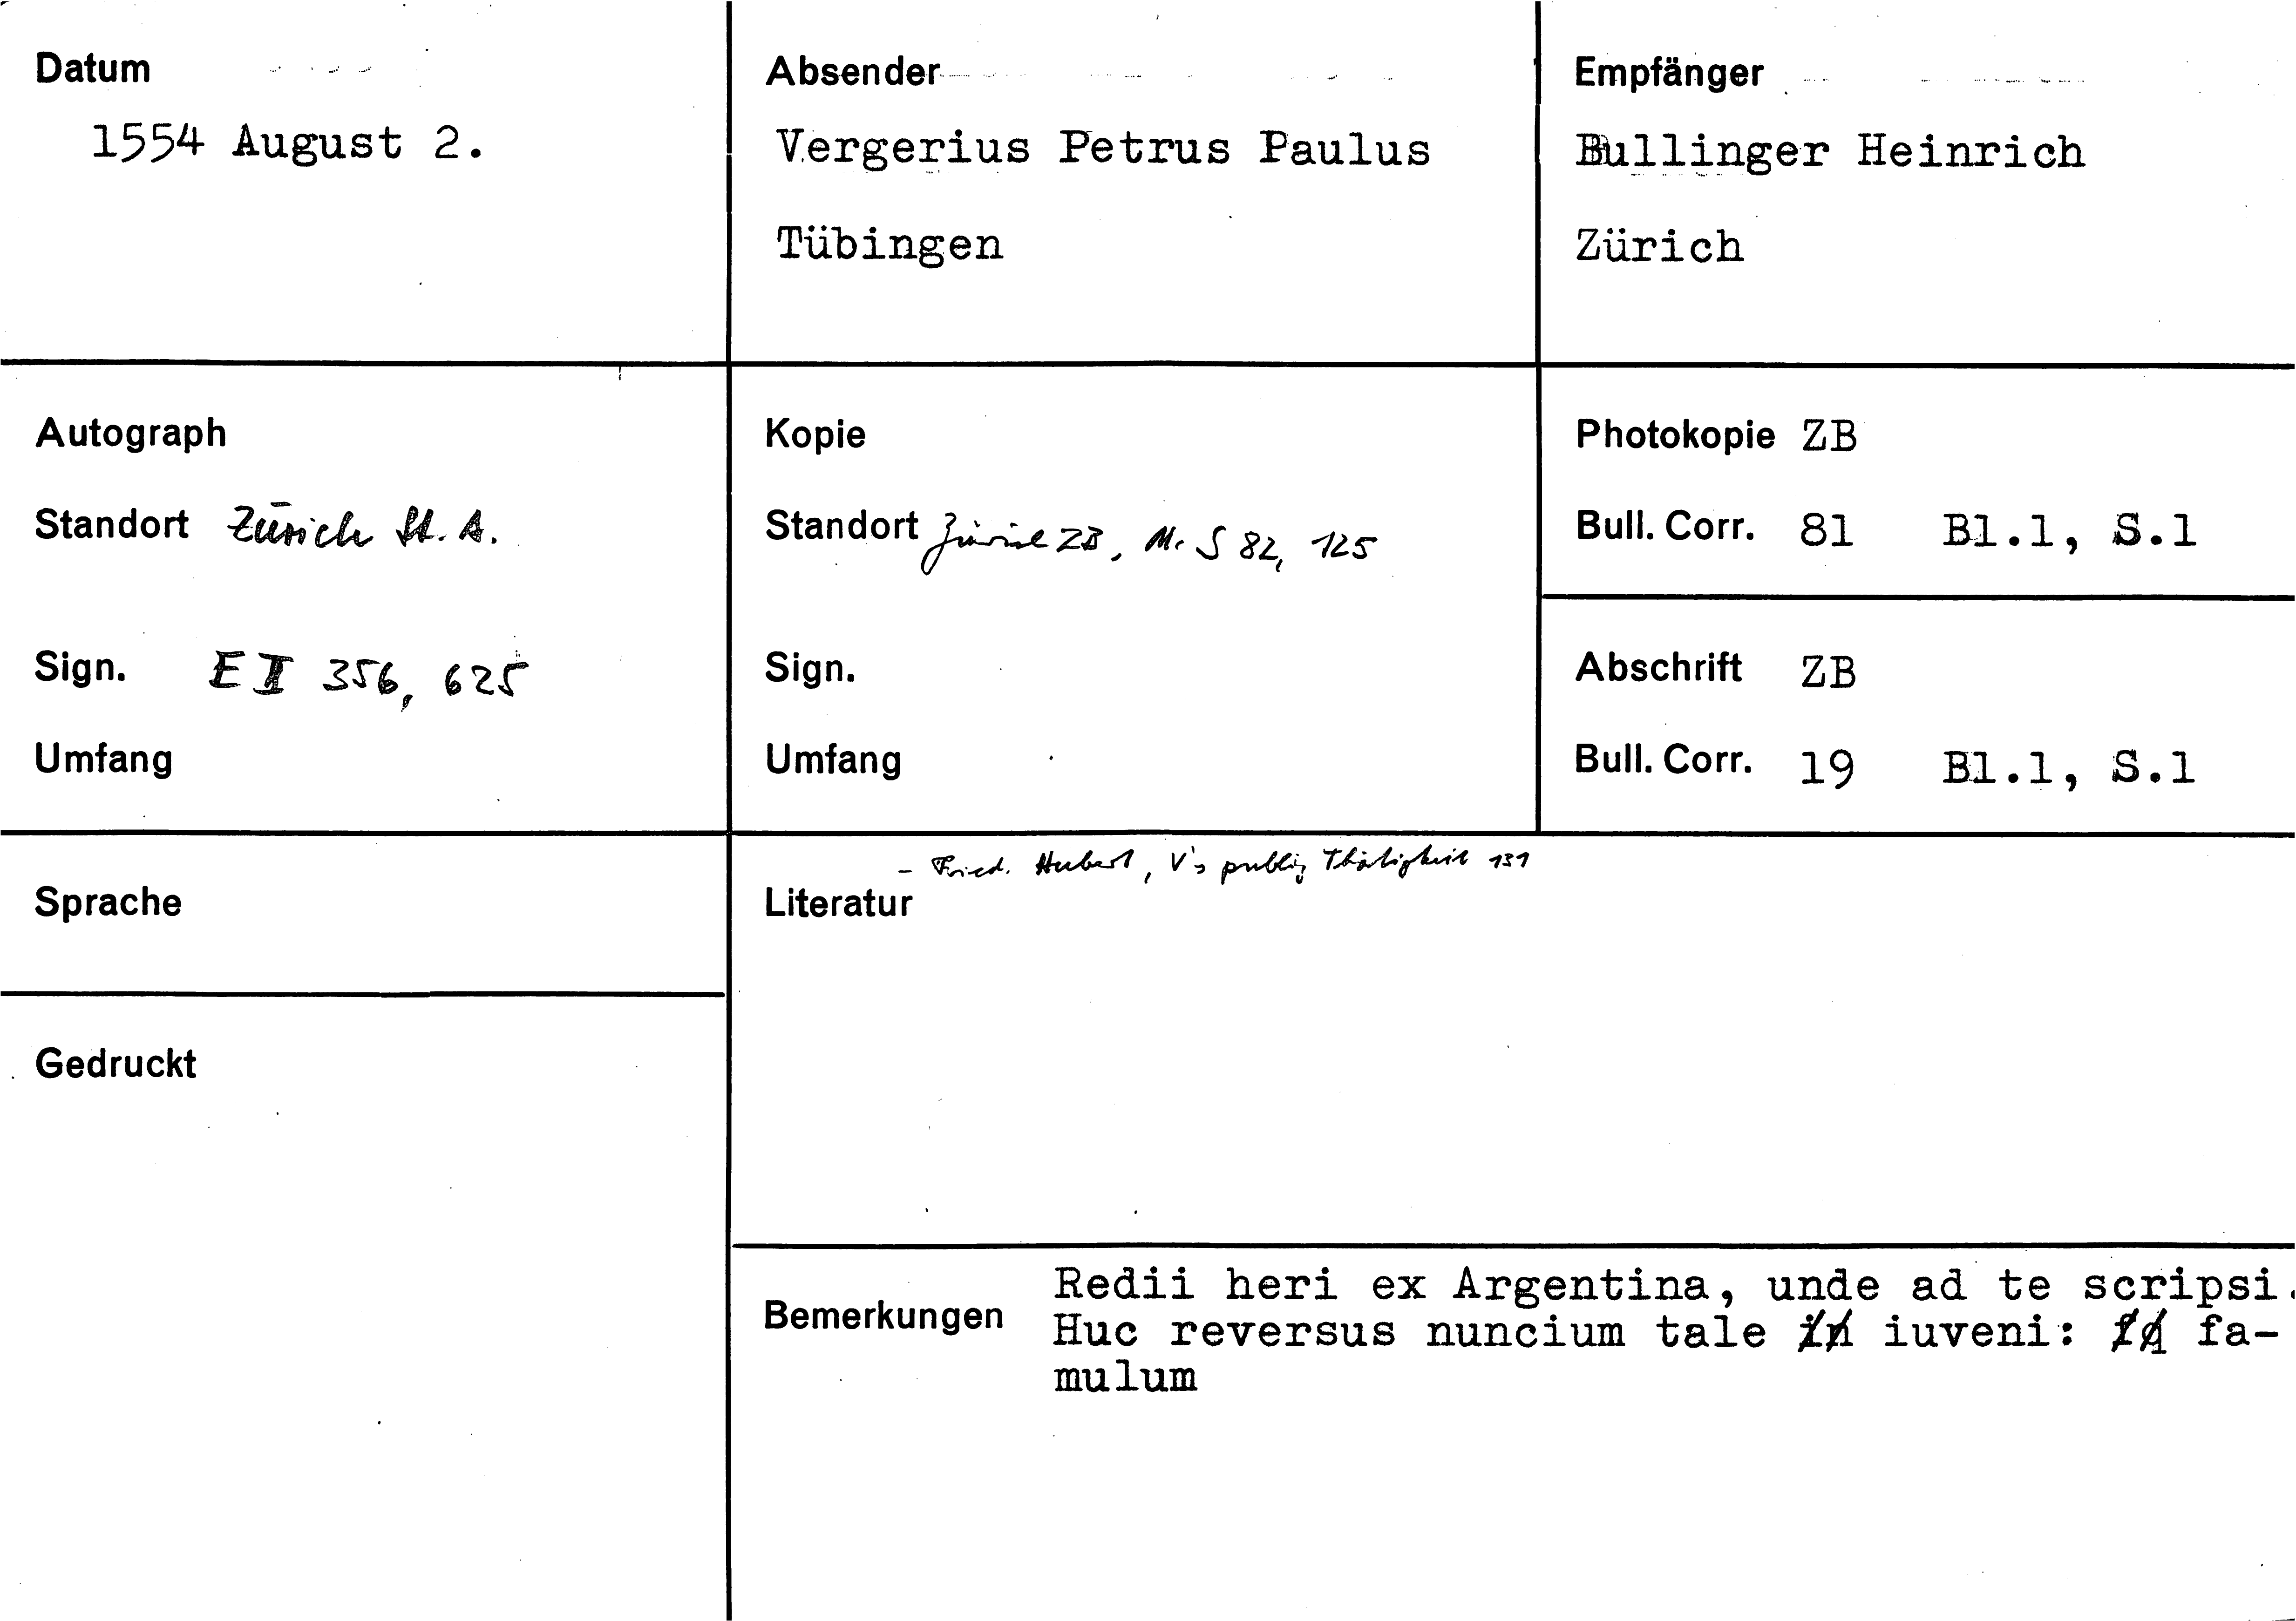 Datum
1554 August 2.
Absender
Vergerius Petrus Paulus
Tübingen
Empfänger
Bullinger Heinrich
Zürich
Autograph
Standort Zürich St. A.
Sign. E II 356, 625
Umfang
Kopie
Standort Zürich ZB, Ms S 82, 125
Sign.
Umfang
Photokopie ZB
Bull. Corr. 81 Bl.1, S.1
Abschrift ZB
Bull. Corr. 19 Bl.1, S.1
Sprache
Gedruckt
- Fried. Hubert, V's publiz. Thätigkeit 131
Literatur
Bemerkungen
Redii heri ex Argentina, unde ad te scripsi.
Huc reversus nuncium tale in iuveni: fa-
mulum